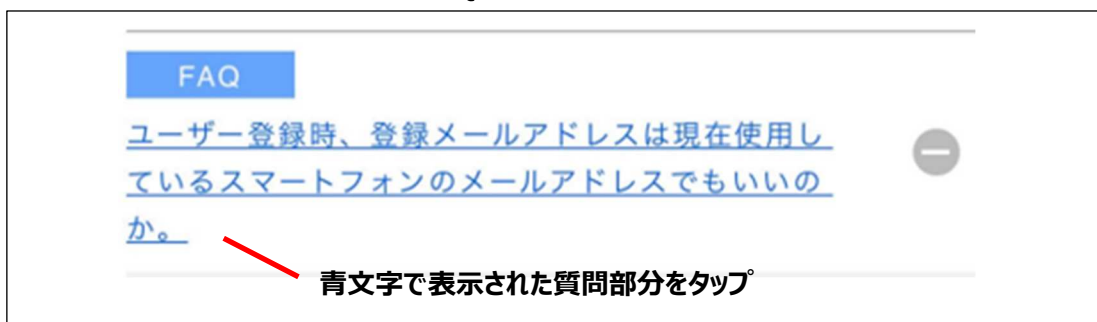 FAQ
ユーザー登録時、登録メールアドレスは現在使用し
ているスマートフォンのメールアドレスでもいいの
か。
青文字で表示された質問部分をタップ